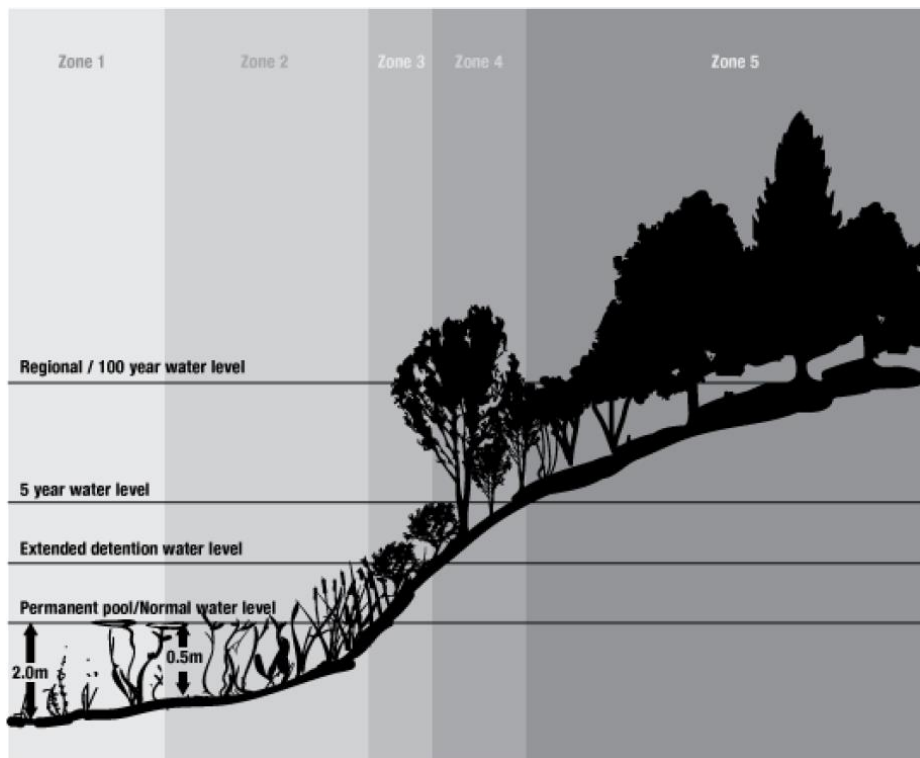 Zone 1
Zone 2
Zone 3
Zone 4
Zone 5
Regional / 100 year water level
5 year water level
Extended detention water level
Permanent pool/Normal water level
0.5m
2.0m